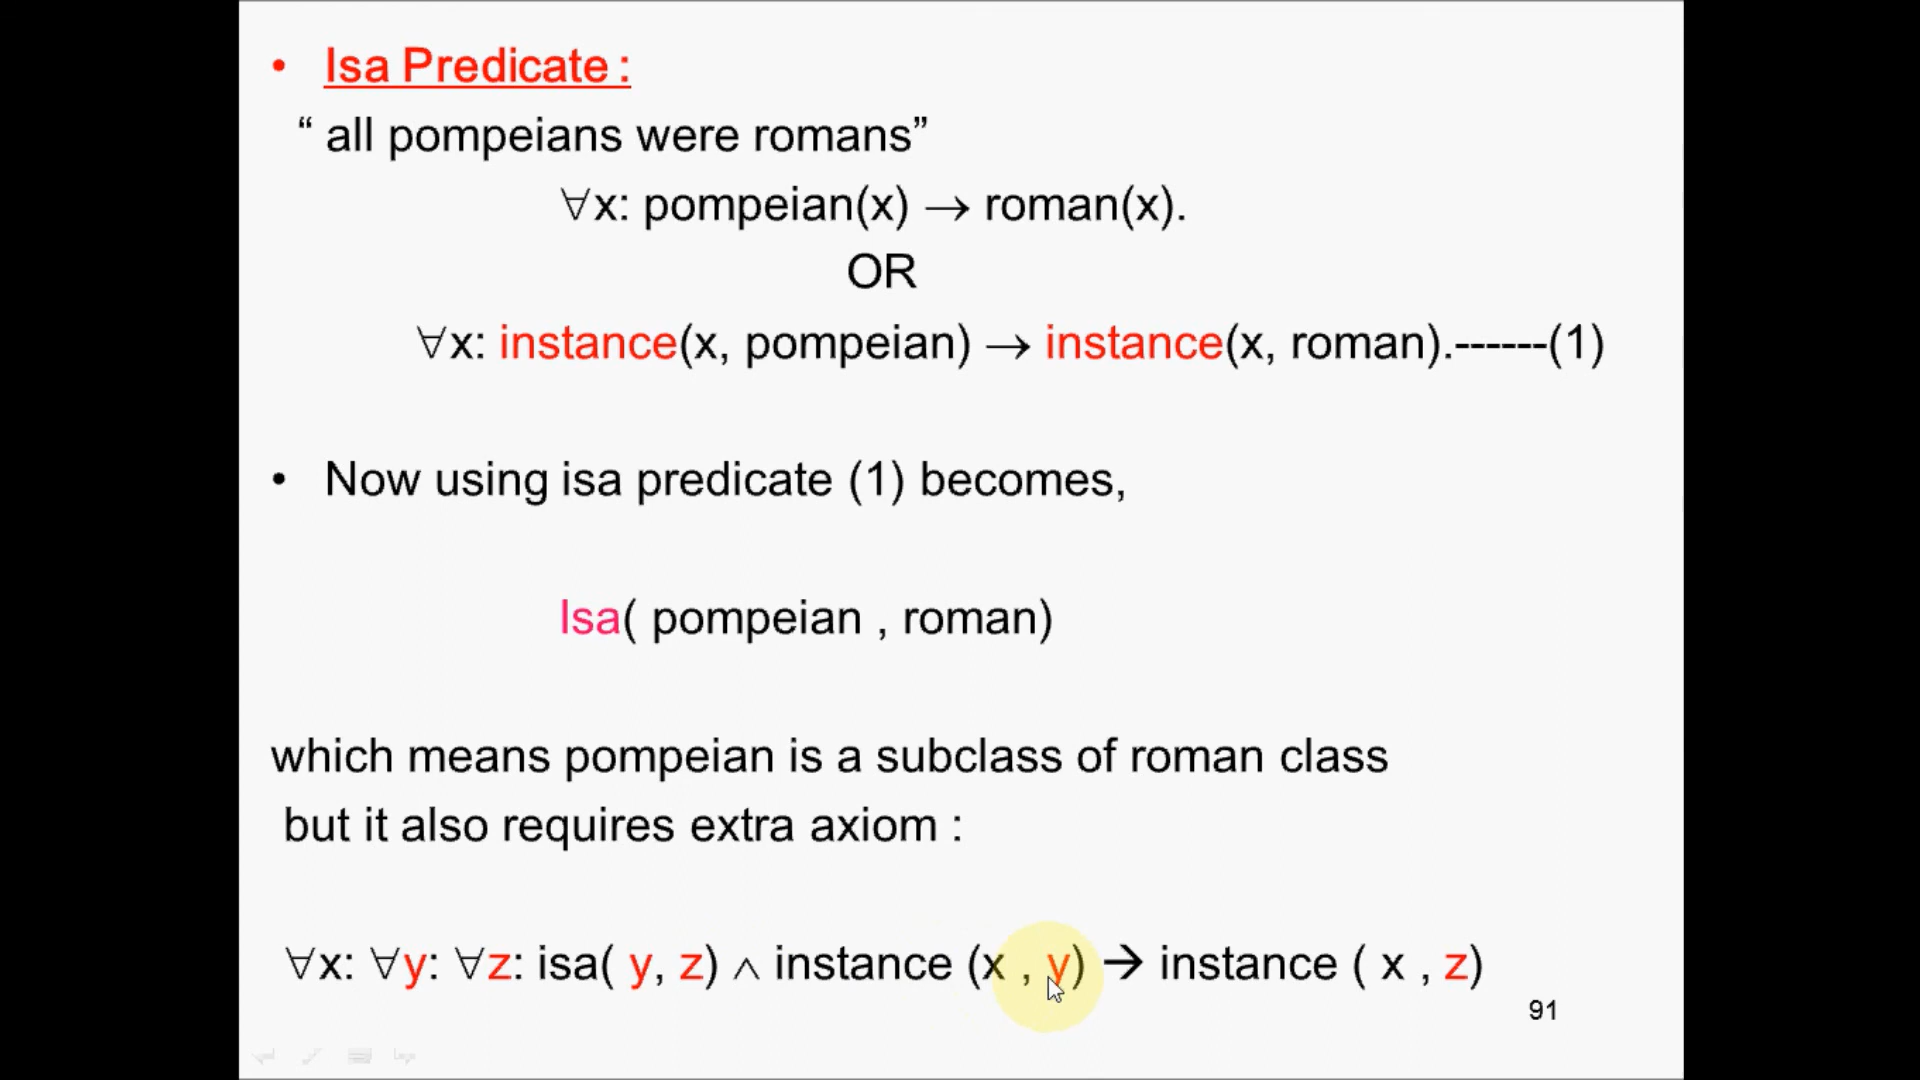 • Isa Predicate :
“ all pompeians were romans”
∀x: pompeian(x) → roman(x).
OR
∀x: instance(x, pompeian) → instance(x, roman).------(1)
• Now using isa predicate (1) becomes,
Isa( pompeian , roman)
which means pompeian is a subclass of roman class
but it also requires extra axiom :
∀x: ∀y: ∀z: isa( y, z) ∧ instance (x , y) → instance ( x , z)
91